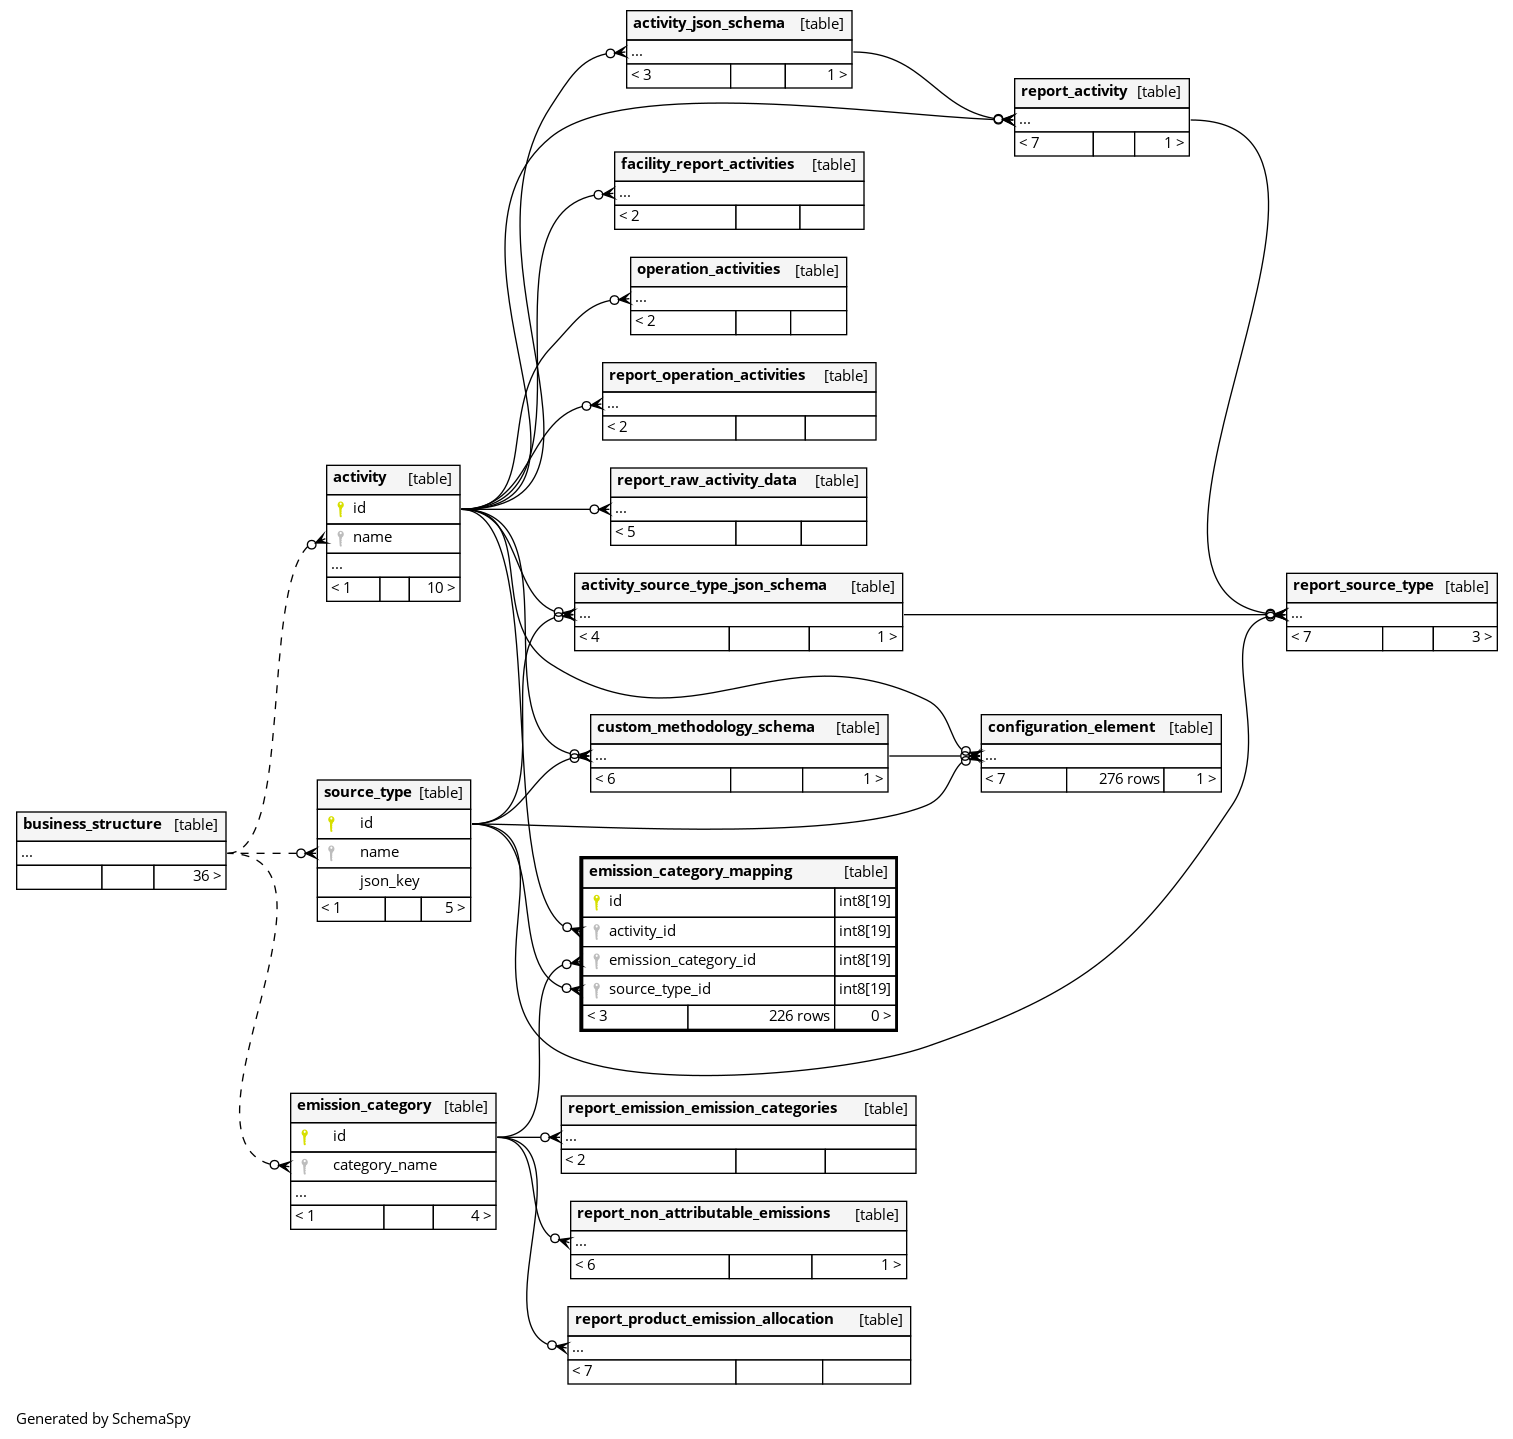 activity_json_schema [table]
...
< 3 1 >
report_activity [table]
...
< 7 1 >
facility_report_activities [table]
...
< 2
operation_activities [table]
...
< 2
report_operation_activities [table]
...
< 2
activity [table]
id
name
...
< 1 10 >
report_raw_activity_data [table]
...
< 5
activity_source_type_json_schema [table]
...
< 4 1 >
report_source_type [table]
...
< 7 3 >
custom_methodology_schema [table]
...
< 6 1 >
configuration_element [table]
...
< 7 276 rows 1 >
source_type [table]
id
name
json_key
< 1 5 >
business_structure [table]
...
36 >
emission_category_mapping [table]
id int8[19]
activity_id int8[19]
emission_category_id int8[19]
source_type_id int8[19]
< 3 226 rows 0 >
emission_category [table]
id
category_name
...
< 1 4 >
report_emission_emission_categories [table]
...
< 2
report_non_attributable_emissions [table]
...
< 6 1 >
report_product_emission_allocation [table]
...
< 7
Generated by SchemaSpy